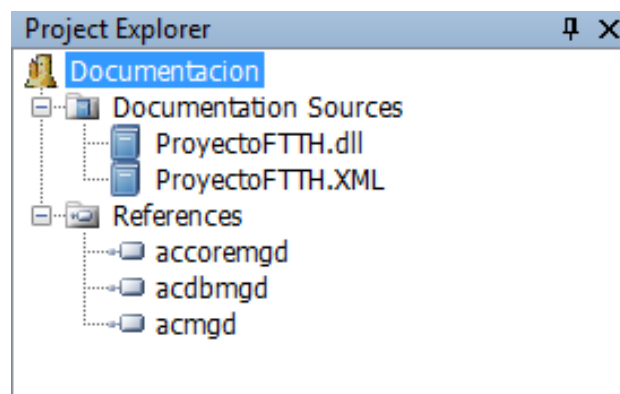 Project Explorer
Documentacion
Documentation Sources
ProyectoFTTH.dll
ProyectoFTTH.XML
References
accoremgd
acdbmgd
acmgd